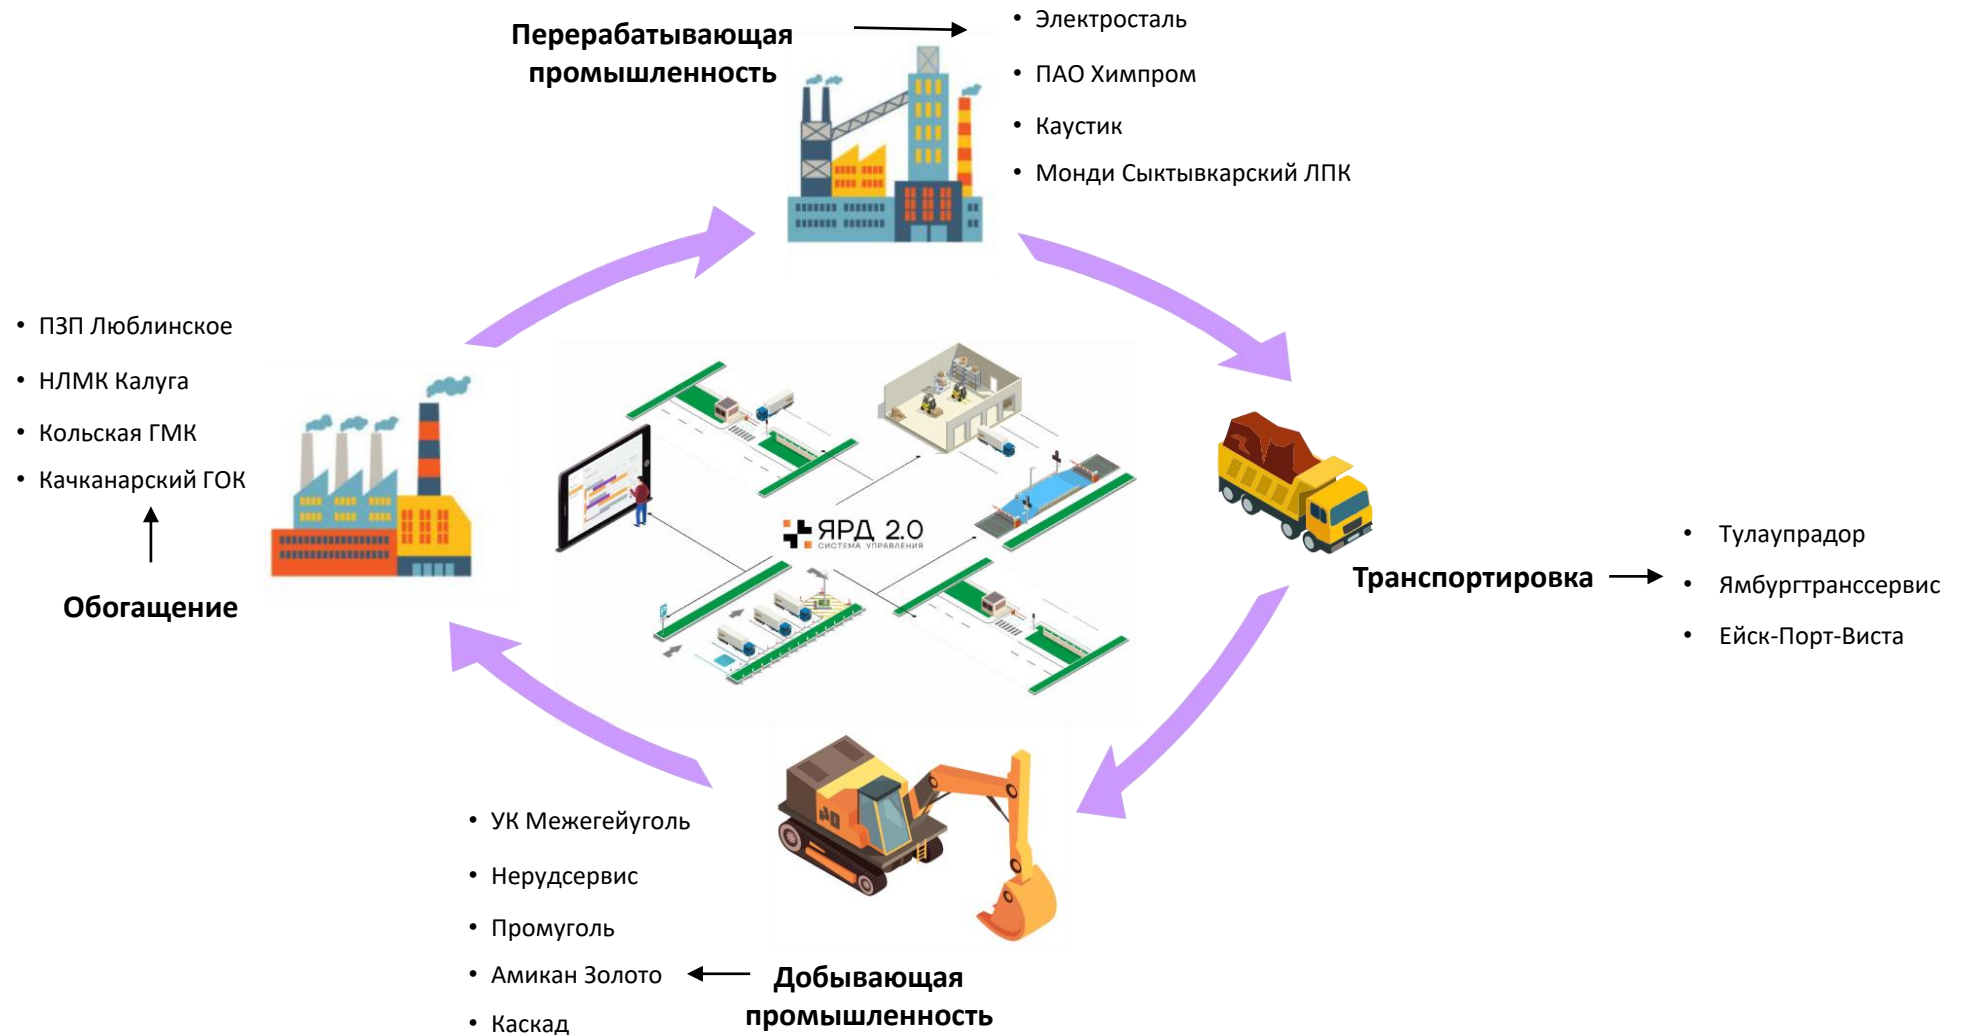 Перерабатывающая
промышленность
• Электросталь
• ПАО Химпром
• Каустик
• Монди Сыктывкарский ЛПК
• ПЗП Люблинское
• НЛМК Калуга
• Кольская ГМК
• Качканарский ГОК
Обогащение
ЯРД 2.0
СИСТЕМА УПРАВЛЕНИЯ
Транспортировка
• Тулаупрадор
• Ямбургтранссервис
• Ейск-Порт-Виста
• УК Межегейуголь
• Нерудсервис
• Промуголь
• Амикан Золото
• Каскад
Добывающая
промышленность